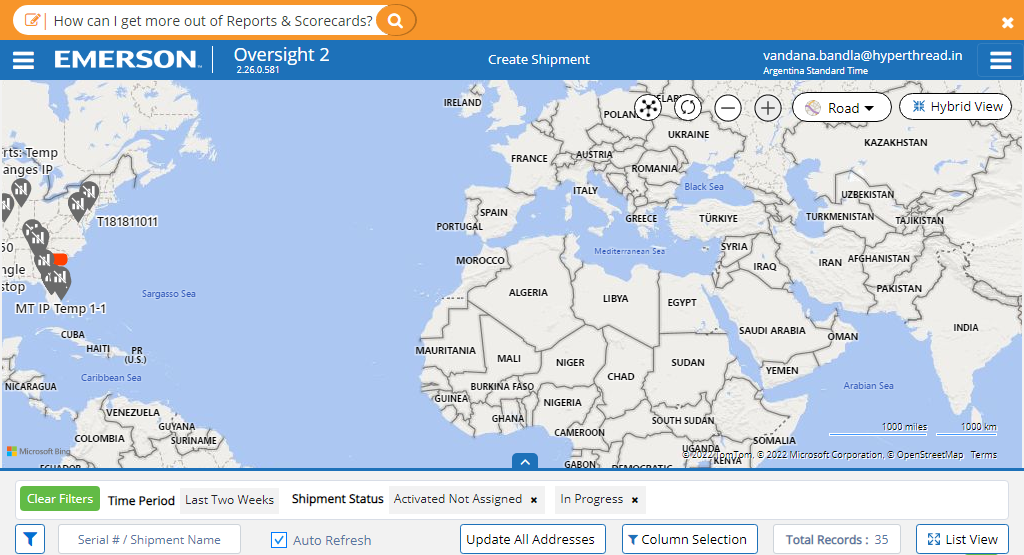 How can I get more out of Reports & Scorecards?
EMERSON
Oversight 2
2.26.0.581
Create Shipment
vandana.bandla@hyperthread.in
Argentina Standard Time
Road
Hybrid View
IRELAND
UKRAINE
KAZAKHSTAN
FRANCE
AUSTRIA
ROMANIA
rts: Temp
anges IP
ITALY
Black Sea
UZBEKISTAN
SPAIN
PORTUGAL
GREECE
TÜRKIYE
TURKMENISTAN
TAJIKISTAN
T181811011
50
MOROCCO
Mediterranean Sea
SYRIA
IRAQ
IRAN
AFGHANISTAN
ngle
stop
Sargasso Sea
ALGERIA
LIBYA
EGYPT
PAKISTAN
MT IP Temp 1-1
CUBA
HAITI
PR
(U.S.)
SAUDI ARABIA
OMAN
INDIA
MAURITANIA
MALI
NIGER
CHAD
SUDAN
YEMEN
NICARAGUA
Caribbean Sea
BURKINA FASO
Arabian Sea
GUINEA
NIGERIA
VENEZUELA
GUYANA
GHANA
SOUTH SUDAN
COLOMBIA
SURINAME
CAMEROON
SOMALIA
1000 miles
1000 km
Microsoft Bing
UGANDA
KENYA
GABON
© 2022 TomTom, © 2022 Microsoft Corporation, © OpenStreetMap Terms
Clear Filters
Time Period
Last Two Weeks
Shipment Status
Activated Not Assigned ×
In Progress ×
Serial # / Shipment Name
Auto Refresh
Update All Addresses
Column Selection
Total Records : 35
List View